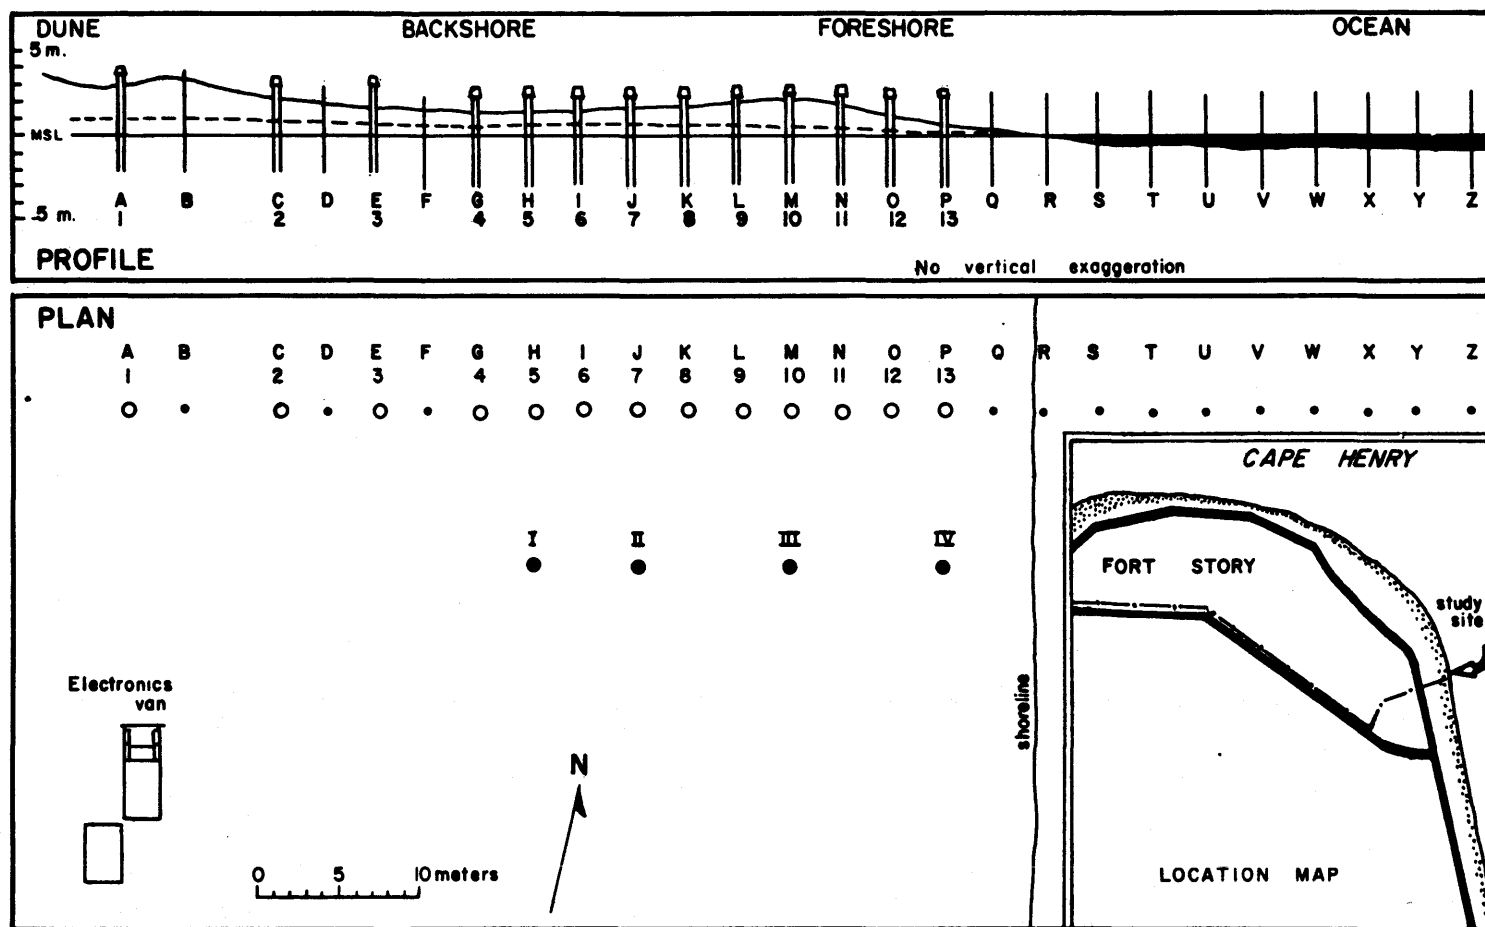 DUNE BACKSHORE FORESHORE OCEAN
5 m.
MSL
A B C D E F G H I J K L M N O P Q R S T U V W X Y Z
1 2 3 4 5 6 7 8 9 10 11 12 13
-5 m.
PROFILE
No vertical exaggeration
PLAN
A B C D E F G H I J K L M N O P Q R S T U V W X Y Z
1 2 3 4 5 6 7 8 9 10 11 12 13
CAPE HENRY
I II III IV
FORT STORY
study
site
Electronics
van
shoreline
N
0 5 10 meters
LOCATION MAP